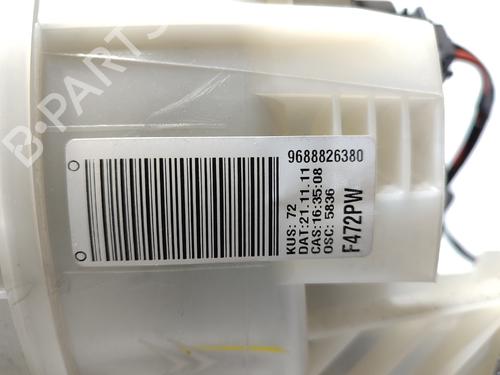 B-PARTS
9688826380
KUS: 72
DAT:21.11.11
CAS:16:35:08
OSC: 5836
F472PW